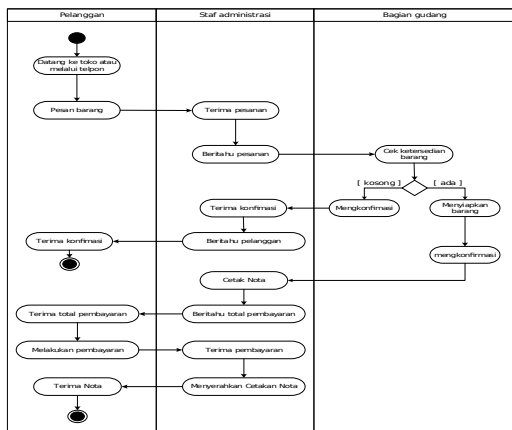 Pelanggan
Staf administrasi
Bagian gudang
Datang ke toko atau
melalui telpon
Pesan barang
Terima pesanan
Beritahu pesanan
Cek ketersedian
barang
[ kosong ]
[ ada ]
Terima konfimasi
Mengkonfimasi
Menyiapkan
barang
Terima konfimasi
Beritahu pelanggan
mengkonfirmasi
Cetak Nota
Terima total pembayaran
Beritahu total pembayaran
Melakukan pembayaran
Terima pembayaran
Terima Nota
Menyerahkan Cetakan Nota